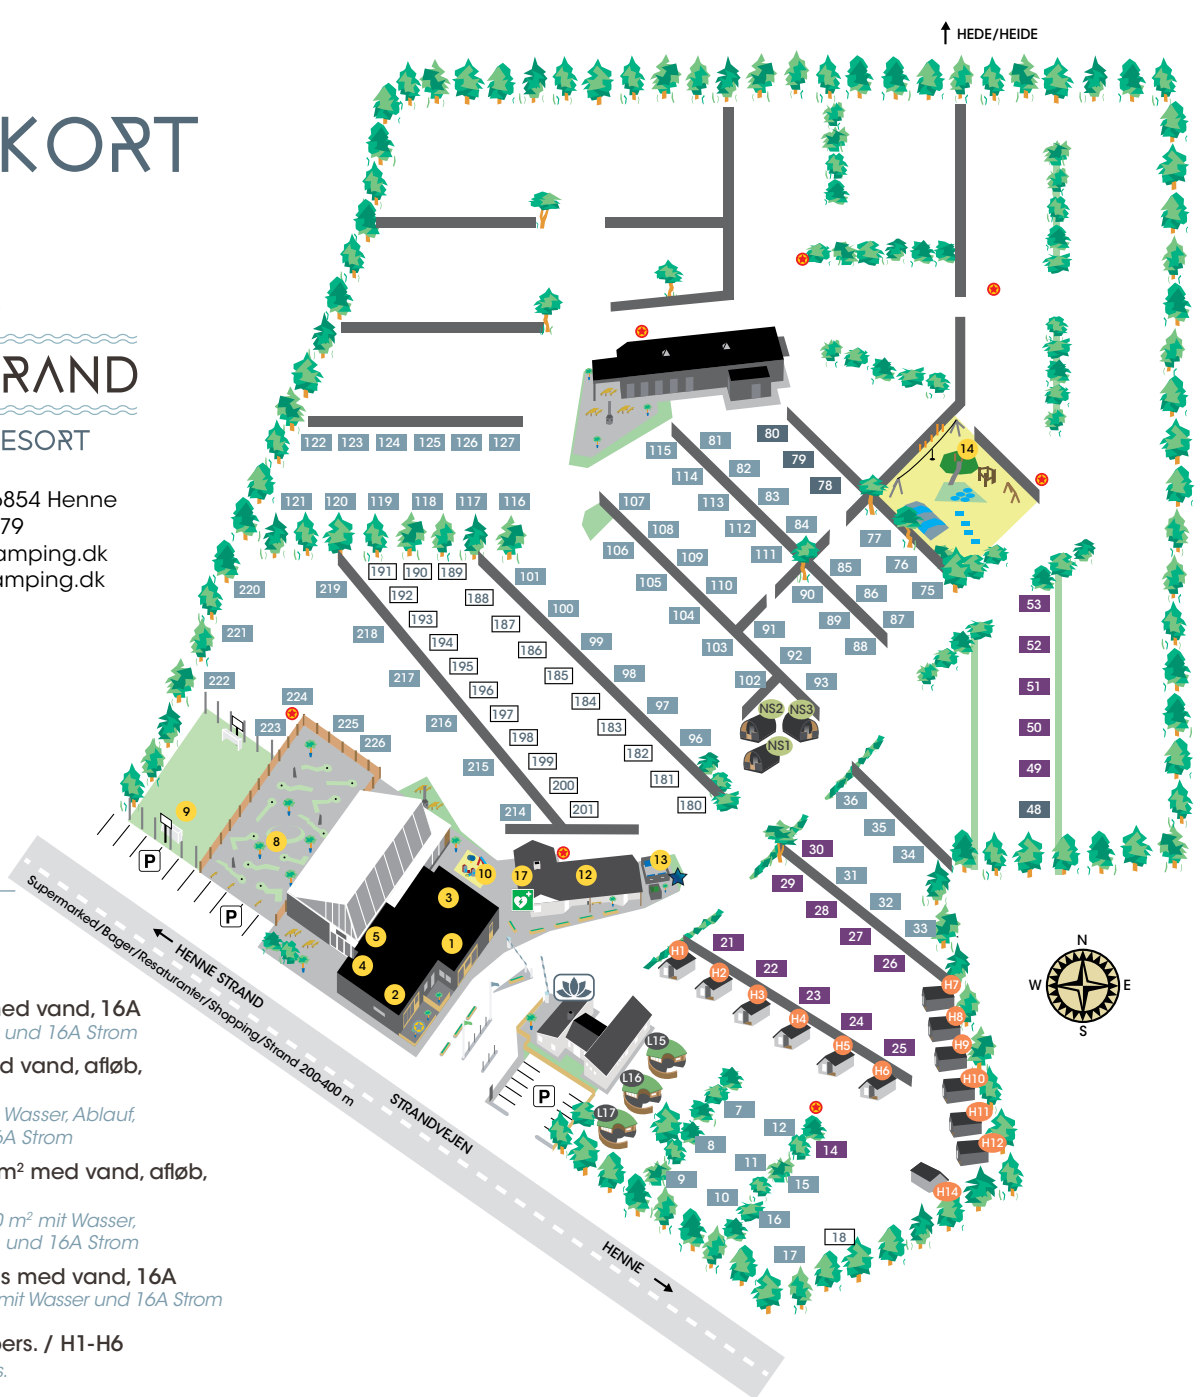 HEDE/HEIDE
KORT
RAND
ESORT
6854 Henne
79
amping.dk
amping.dk
122 123 124 125 126 127
121 120 119 118 117 116
115 81 80
114 82 79
113 83 78
112 84
111
107
106 108
105 109
104 110
103
102
14
77
76
75
85
86
87
90
89
88
91
92
93
191 190 189
192
193
194
195
196
197
198
199
200
201
188
187
186
185
184
183
182
181
180
101
100
99
98
97
96
220 219
221 218
222 217
223 224 225 226
216
215
214
NS2 NS3
NS1
53
52
51
50
49
48
36
35
34
30
29
28
27
26
31
32
33
9
8
P
P
10
17
12
13
3
1
5
4
2
21
22
23
24
25
H1
H2
H3
H4
H5
H6
H7
H8
H9
H10
H11
H12
H14
N
W E
S
L15
L16
L17
P
7
8
9
10
11
12
14
15
16
17
18
HENNE STRAND
Supermarked/Bager/Resaturanter/Shopping/Strand 200-400 m
STRANDVEJEN
HENNE
ned vand, 16A
und 16A Strom
d vand, afløb,
Wasser, Ablauf,
6A Strom
m² med vand, afløb,
0 m² mit Wasser,
und 16A Strom
s med vand, 16A
mit Wasser und 16A Strom
pers. / H1-H6
s.